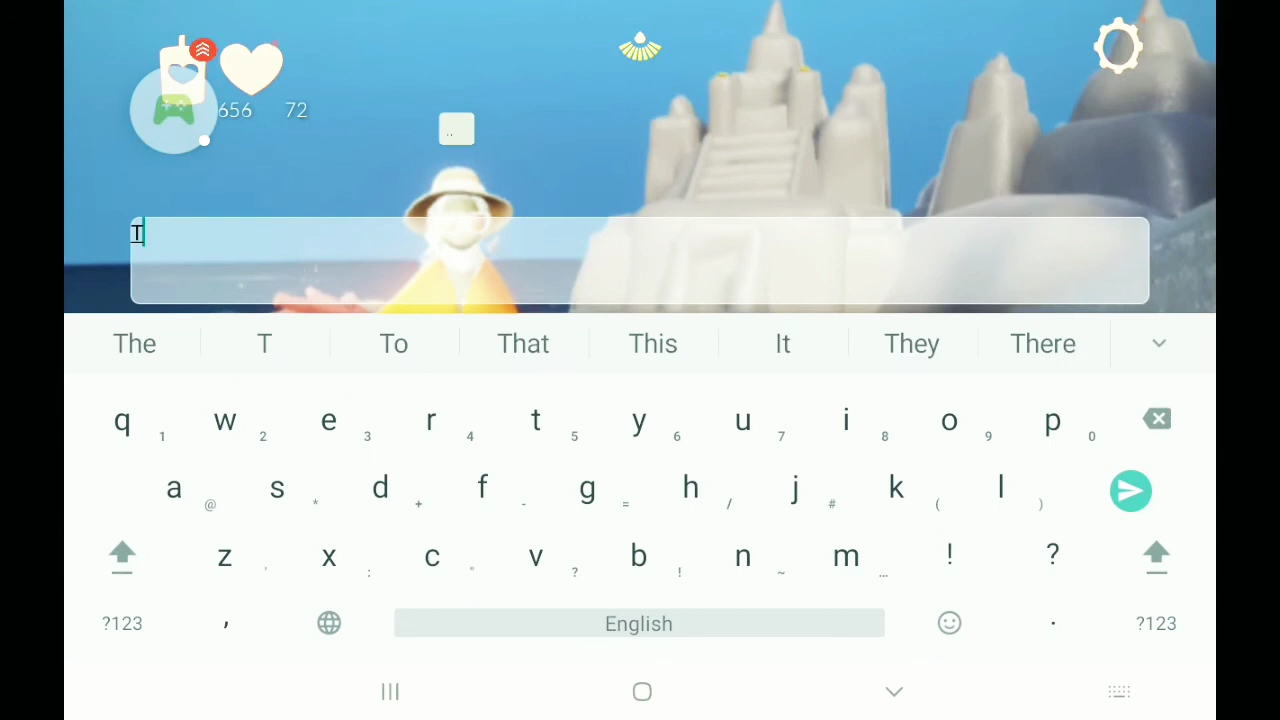 656 72
..
T
The T To That This It They There
q 1 w 2 e 3 r 4 t 5 y 6 u 7 i 8 o 9 p 0
a @ s * d + f - g = h / j # k ( l )
z ' x : c " v ? b ! n ~ m ... ! ?
?123 , English . ?123